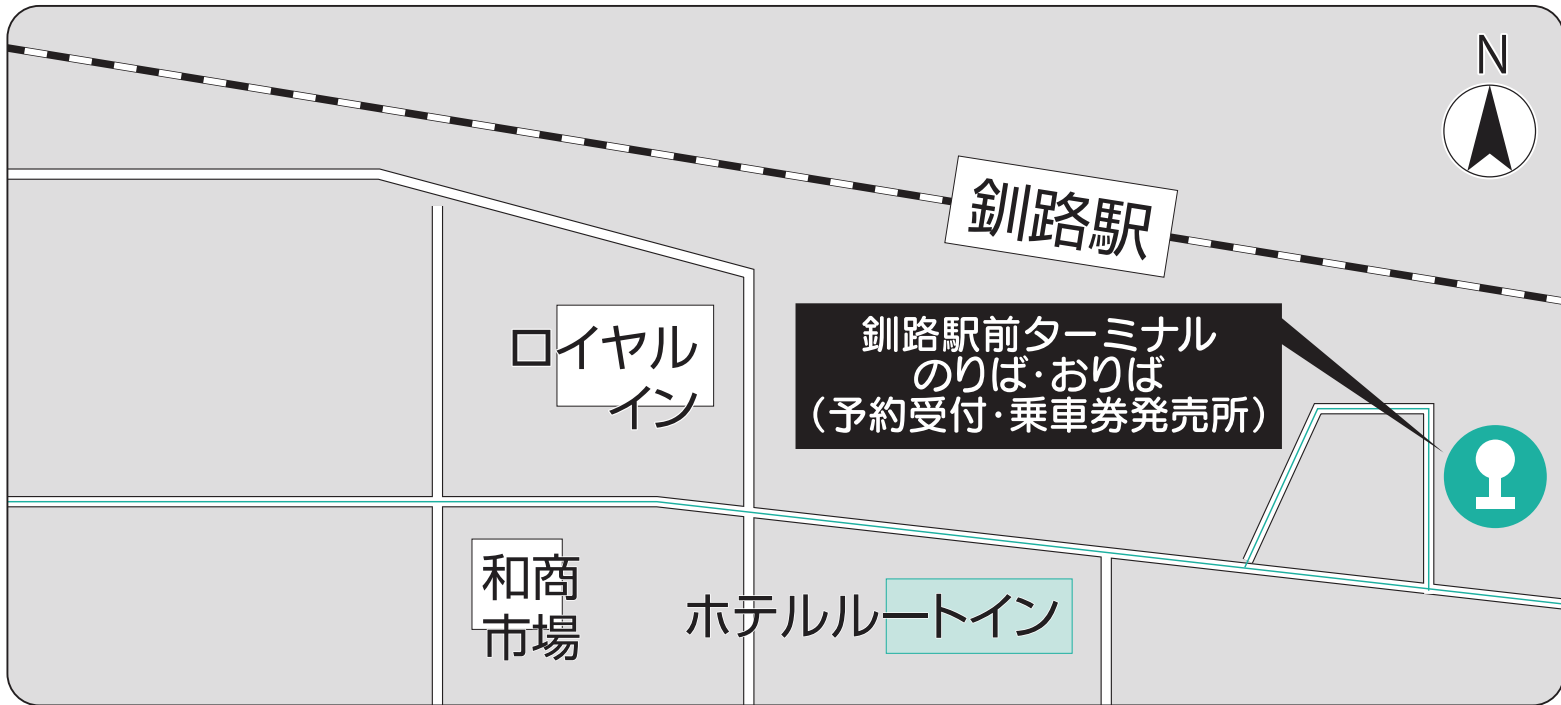 N
釧路駅
釧路駅前ターミナル
のりば・おりば
（予約受付・乗車券発売所）
ロイヤル
イン
和商
市場
ホテルルートイン